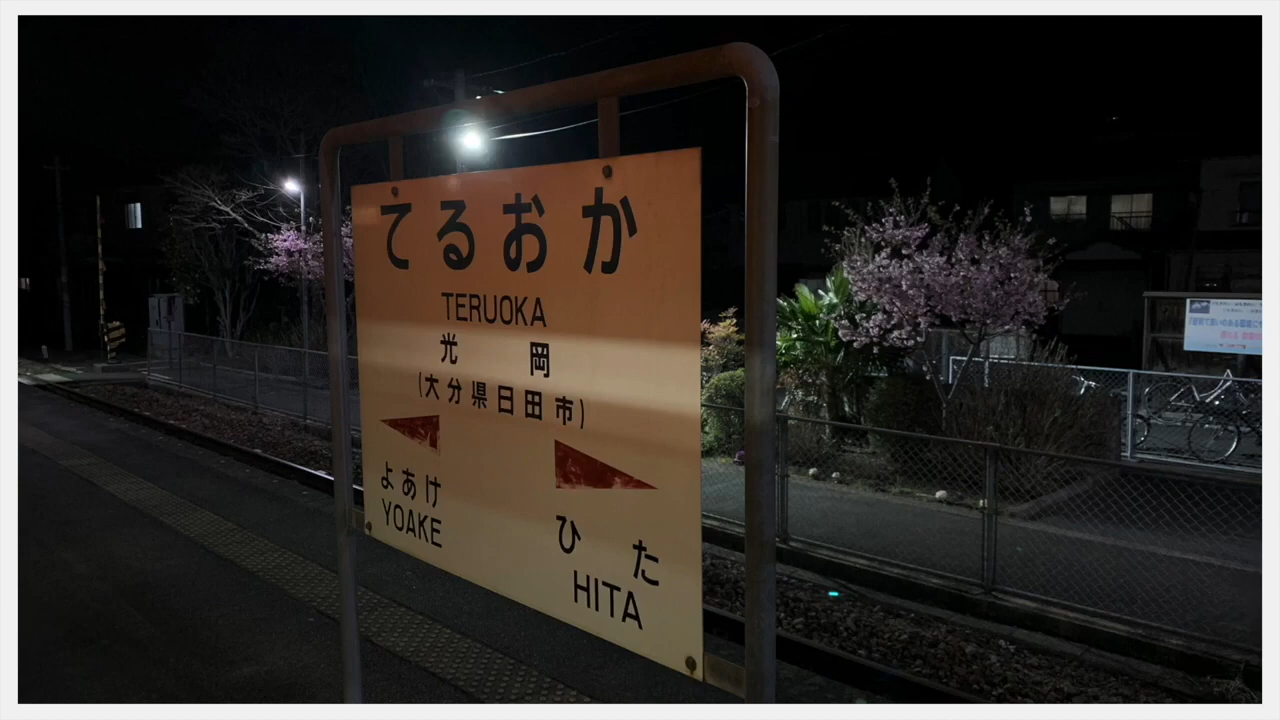 てるおか
TERUOKA
光 岡
(大分県日田市)
よあけ
YOAKE
ひ た
HITA